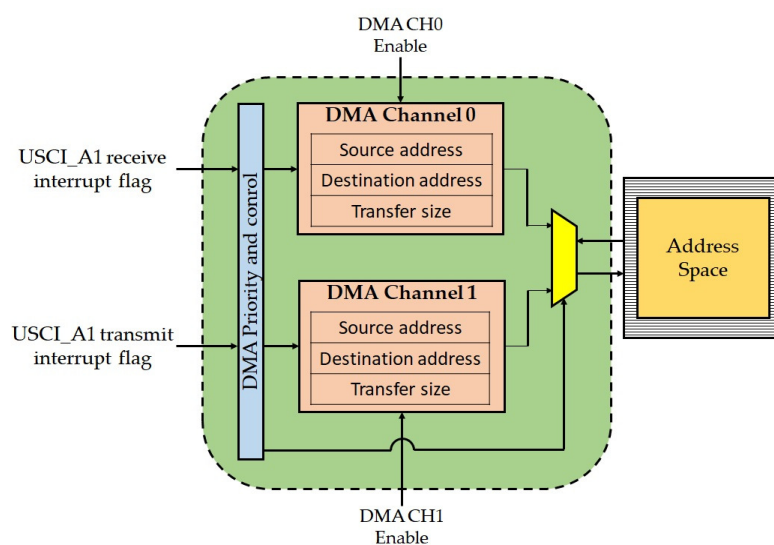 DMA CH0
Enable
DMA Channel 0
Source address
Destination address
Transfer size
USCI_A1 receive
interrupt flag
DMA Priority and conrol
Address
Space
DMA Channel 1
Source address
Destination address
Transfer size
USCI_A1 transmit
interrupt flag
DMA CH1
Enable